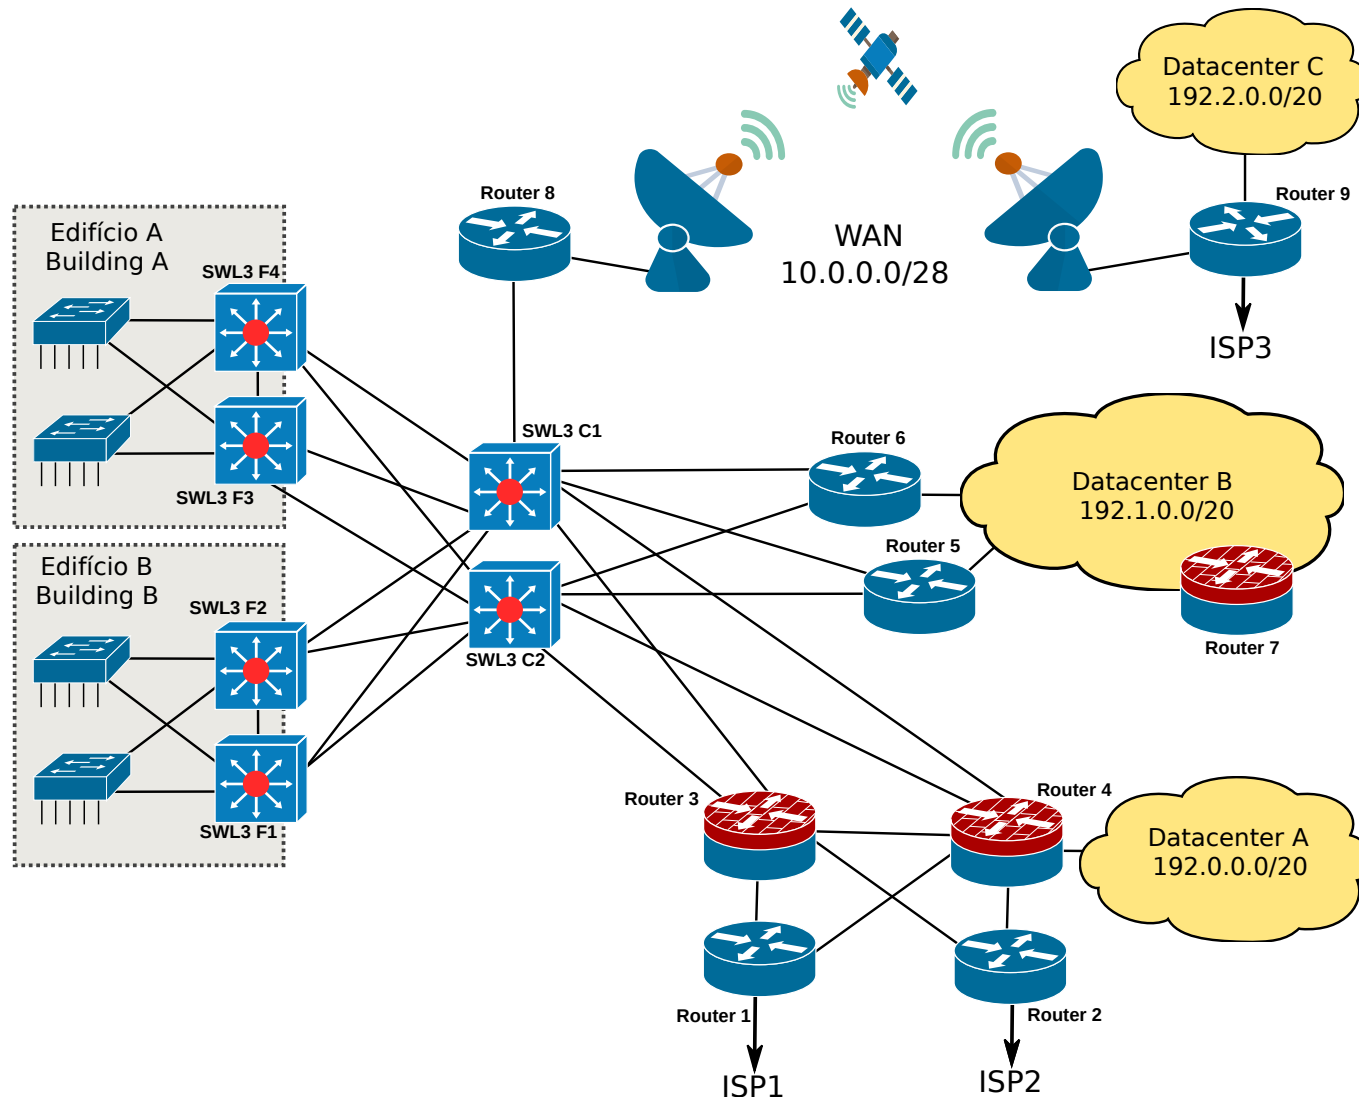 Datacenter C
192.2.0.0/20
Router 8
Router 9
Edifício A
Building A
WAN
10.0.0.0/28
SWL3 F4
ISP3
SWL3 C1
Router 6
SWL3 F3
Datacenter B
192.1.0.0/20
Router 5
Edifício B
Building B
SWL3 F2
SWL3 C2
Router 7
Router 3
Router 4
SWL3 F1
Datacenter A
192.0.0.0/20
Router 1
Router 2
ISP1
ISP2